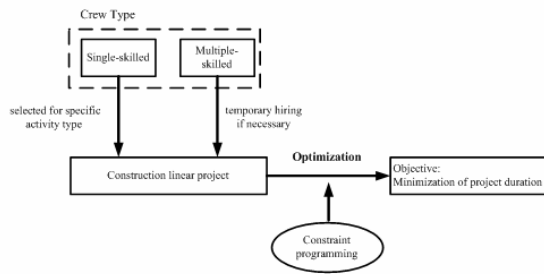 Crew Type
Single-skilled
Multiple-
skilled
selected for specific
activity type
temporary hiring
if necessary
Optimization
Construction linear project
Objective:
Minimization of project duration
Constraint
programming